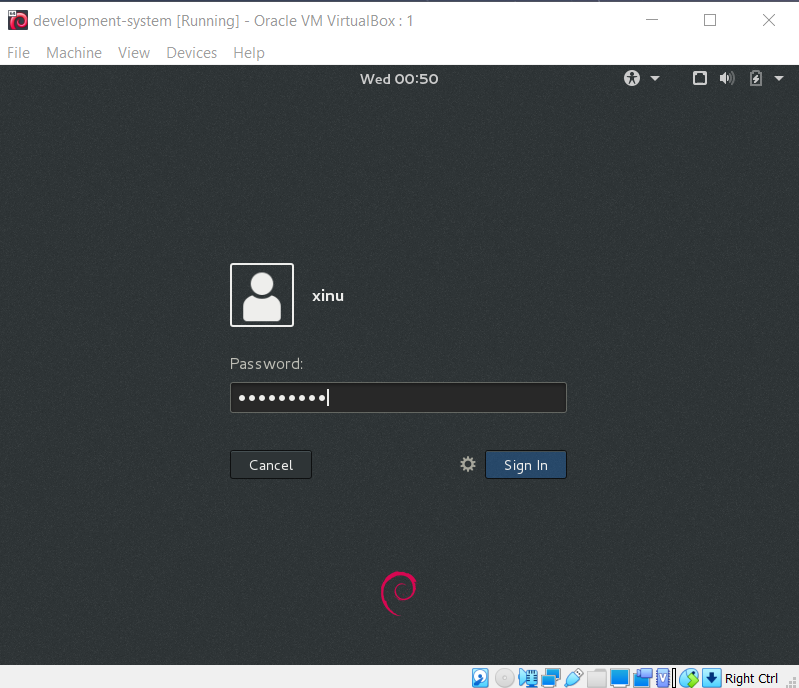 development-system [Running] - Oracle VM VirtualBox : 1
File Machine View Devices Help
Wed 00:50
xinu
Password:
•••••••••
Cancel Sign In
Right Ctrl